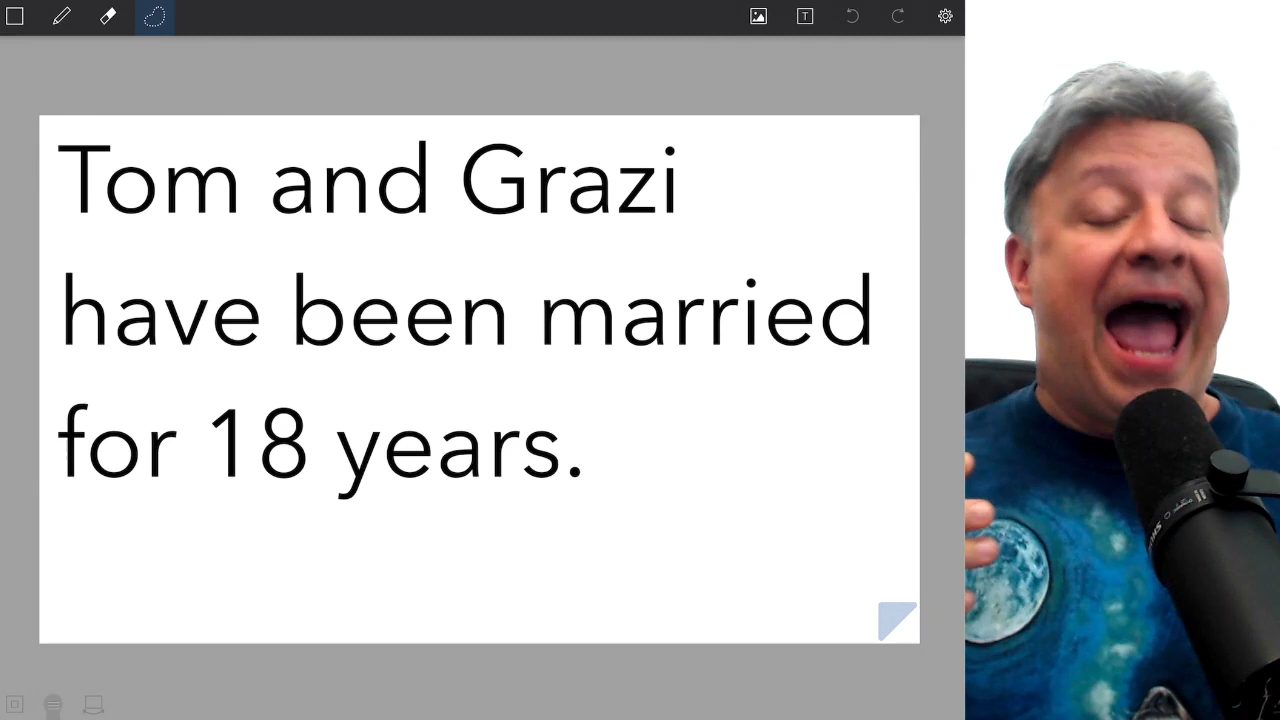 Tom and Grazi
have been married
for 18 years.
T